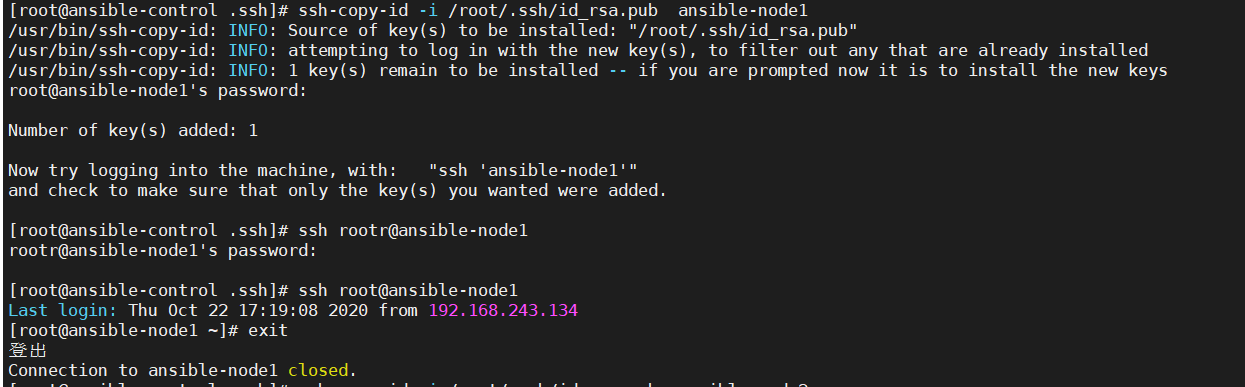 [root@ansible-control .ssh]# ssh-copy-id -i /root/.ssh/id_rsa.pub  ansible-node1
/usr/bin/ssh-copy-id: INFO: Source of key(s) to be installed: "/root/.ssh/id_rsa.pub"
/usr/bin/ssh-copy-id: INFO: attempting to log in with the new key(s), to filter out any that are already installed
/usr/bin/ssh-copy-id: INFO: 1 key(s) remain to be installed -- if you are prompted now it is to install the new keys
root@ansible-node1's password:
Number of key(s) added: 1
Now try logging into the machine, with:   "ssh 'ansible-node1'"
and check to make sure that only the key(s) you wanted were added.
[root@ansible-control .ssh]# ssh rootr@ansible-node1
rootr@ansible-node1's password:
[root@ansible-control .ssh]# ssh root@ansible-node1
Last login: Thu Oct 22 17:19:08 2020 from 192.168.243.134
[root@ansible-node1 ~]# exit
登出
Connection to ansible-node1 closed.